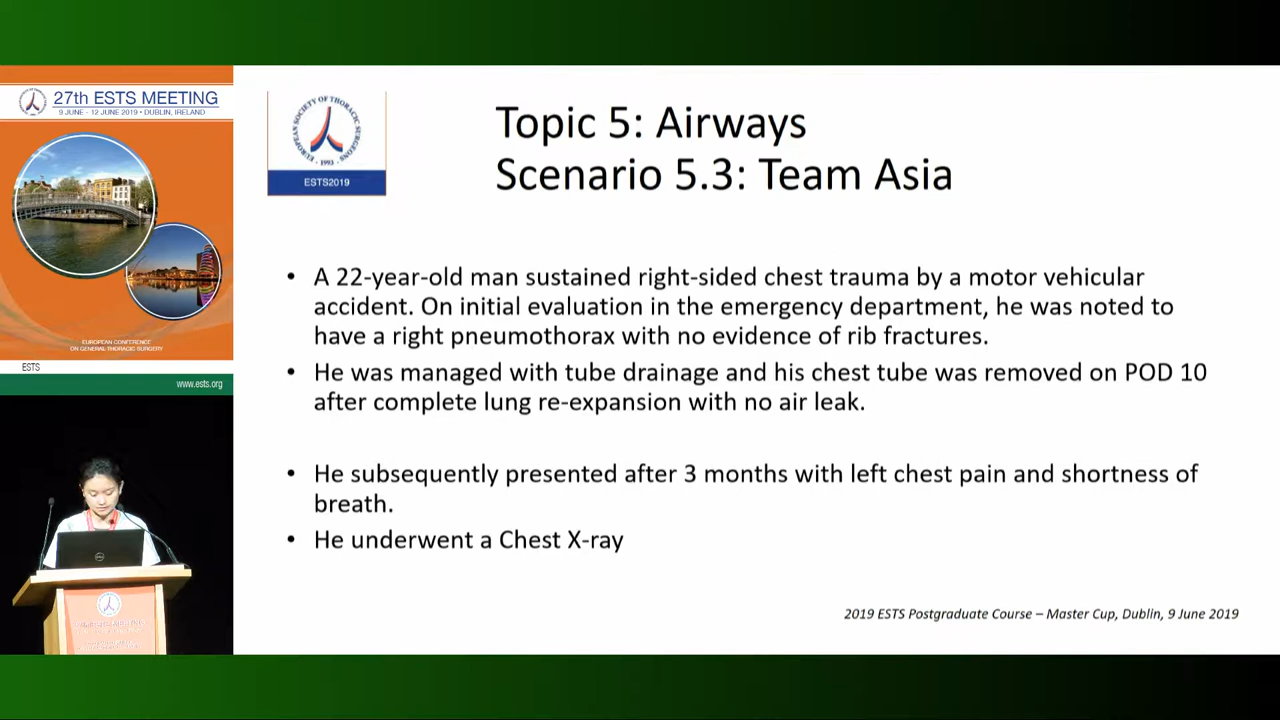 27th ESTS MEETING
9 JUNE - 12 JUNE 2019 • DUBLIN, IRELAND
EUROPEAN CONFERENCE
ON GENERAL THORACIC SURGERY
ESTS
www.ests.org
EUROPEAN SOCIETY OF THORACIC SURGEONS
· 1993 ·
ESTS2019
Topic 5: Airways
Scenario 5.3: Team Asia
• A 22-year-old man sustained right-sided chest trauma by a motor vehicular
accident. On initial evaluation in the emergency department, he was noted to
have a right pneumothorax with no evidence of rib fractures.
• He was managed with tube drainage and his chest tube was removed on POD 10
after complete lung re-expansion with no air leak.
• He subsequently presented after 3 months with left chest pain and shortness of
breath.
• He underwent a Chest X-ray
2019 ESTS Postgraduate Course – Master Cup, Dublin, 9 June 2019